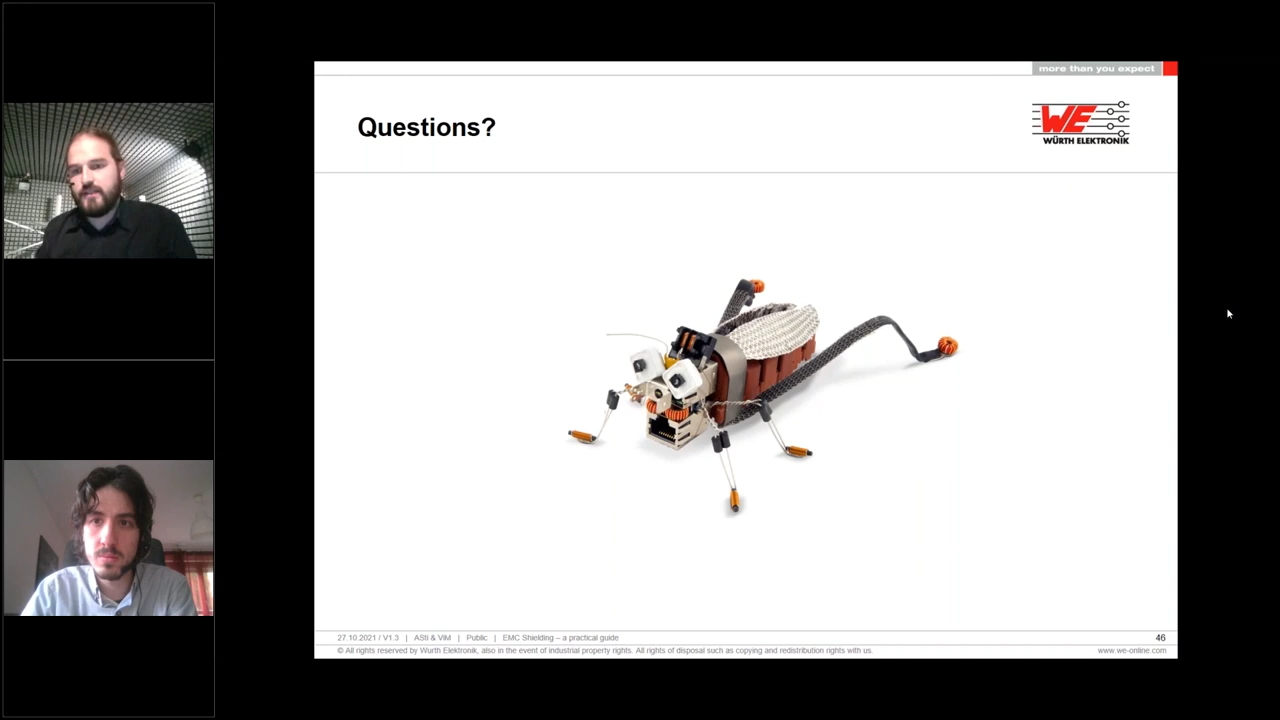 more than you expect
Questions?
WE
WÜRTH ELEKTRONIK
27.10.2021 / V1.3 | ASti & ViM | Public | EMC Shielding – a practical guide
46
© All rights reserved by Wurth Elektronik, also in the event of industrial property rights. All rights of disposal such as copying and redistribution rights with us.
www.we-online.com